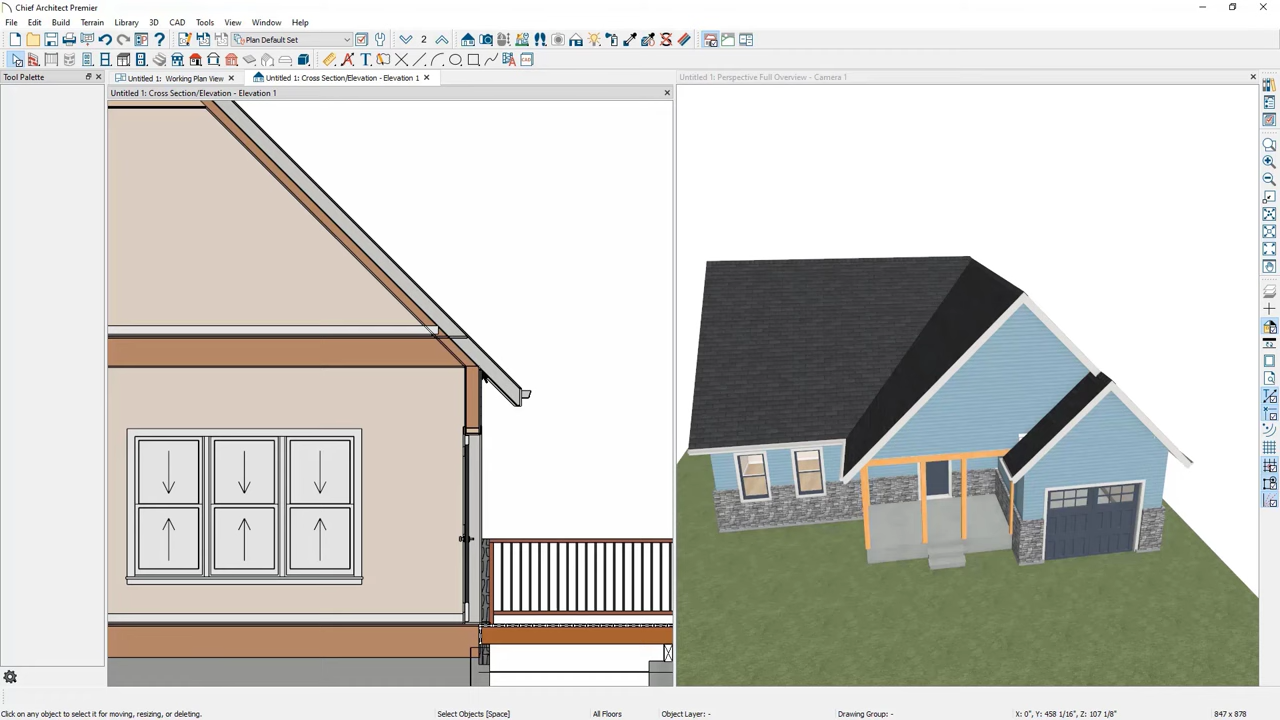 Chief Architect Premier
File Edit Build Terrain Library 3D CAD Tools View Window Help
Plan Default Set
2
Tool Palette
Untitled 1: Working Plan View
Untitled 1: Cross Section/Elevation - Elevation 1
Untitled 1: Perspective Full Overview - Camera 1
Untitled 1: Cross Section/Elevation - Elevation 1
Click on any object to select it for moving, resizing, or deleting.
Select Objects [Space]
All Floors
Object Layer: -
Drawing Group: -
X: 0", Y: 458 1/16", Z: 107 1/8"
847 x 878